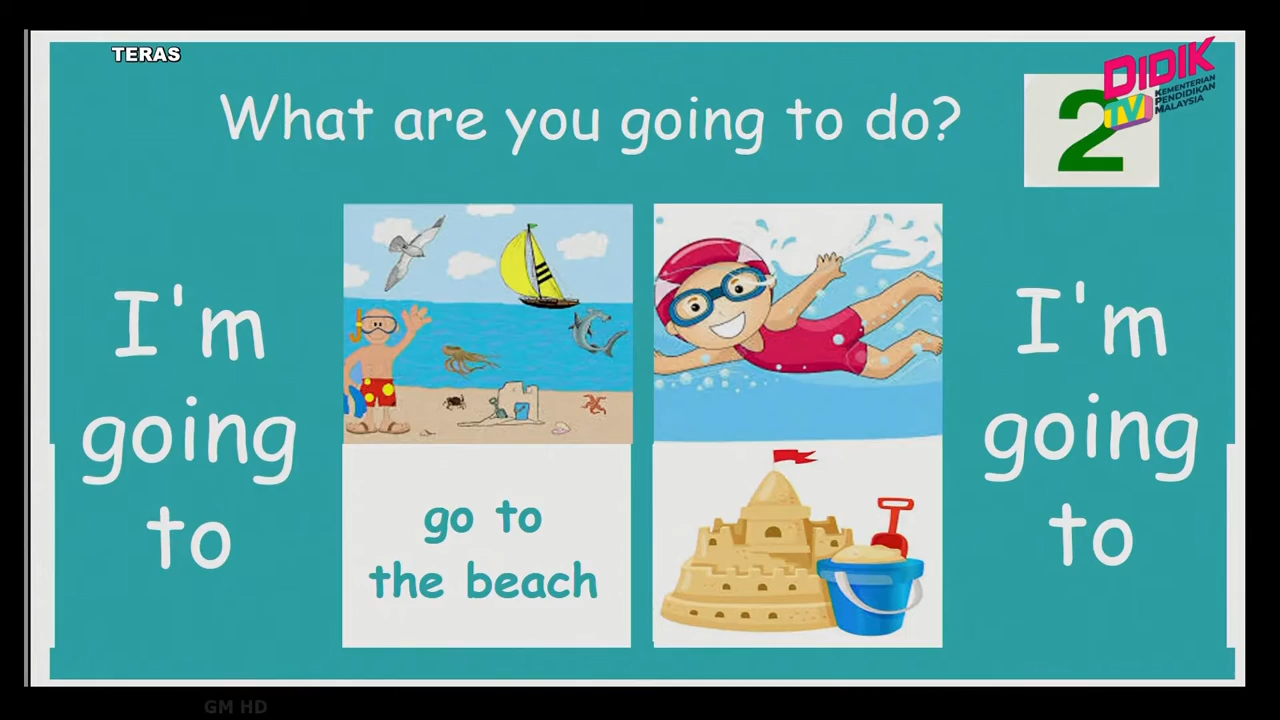 TERAS
DIDIK
TV
KEMENTERIAN
PENDIDIKAN
MALAYSIA
What are you going to do?
2
I'm
going
to
go to
the beach
I'm
going
to
GM HD